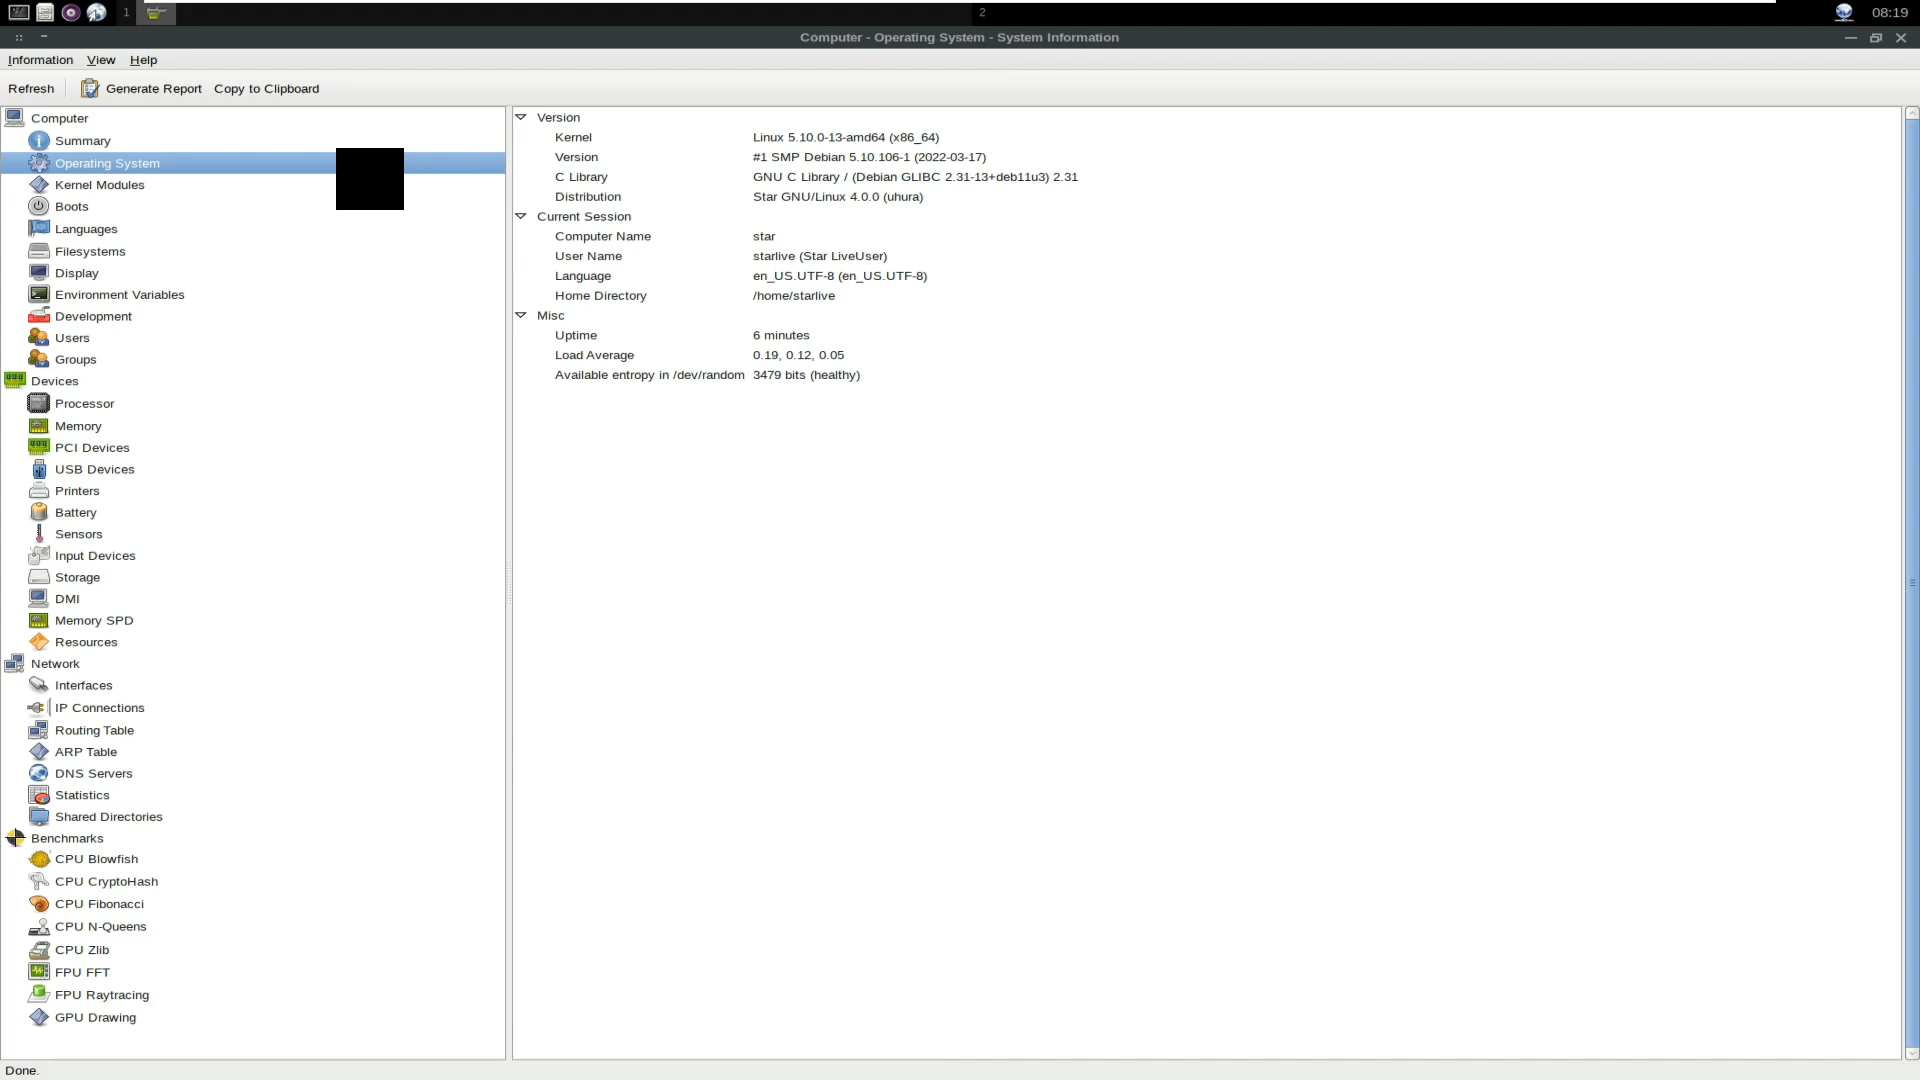 1
2
08:19
Computer - Operating System - System Information
Information View Help
Refresh Generate Report Copy to Clipboard
Computer
Summary
Operating System
Kernel Modules
Boots
Languages
Filesystems
Display
Environment Variables
Development
Users
Groups
Devices
Processor
Memory
PCI Devices
USB Devices
Printers
Battery
Sensors
Input Devices
Storage
DMI
Memory SPD
Resources
Network
Interfaces
IP Connections
Routing Table
ARP Table
DNS Servers
Statistics
Shared Directories
Benchmarks
CPU Blowfish
CPU CryptoHash
CPU Fibonacci
CPU N-Queens
CPU Zlib
FPU FFT
FPU Raytracing
GPU Drawing
Version
Kernel Linux 5.10.0-13-amd64 (x86_64)
Version #1 SMP Debian 5.10.106-1 (2022-03-17)
C Library GNU C Library / (Debian GLIBC 2.31-13+deb11u3) 2.31
Distribution Star GNU/Linux 4.0.0 (uhura)
Current Session
Computer Name star
User Name starlive (Star LiveUser)
Language en_US.UTF-8 (en_US.UTF-8)
Home Directory /home/starlive
Misc
Uptime 6 minutes
Load Average 0.19, 0.12, 0.05
Available entropy in /dev/random 3479 bits (healthy)
Done.